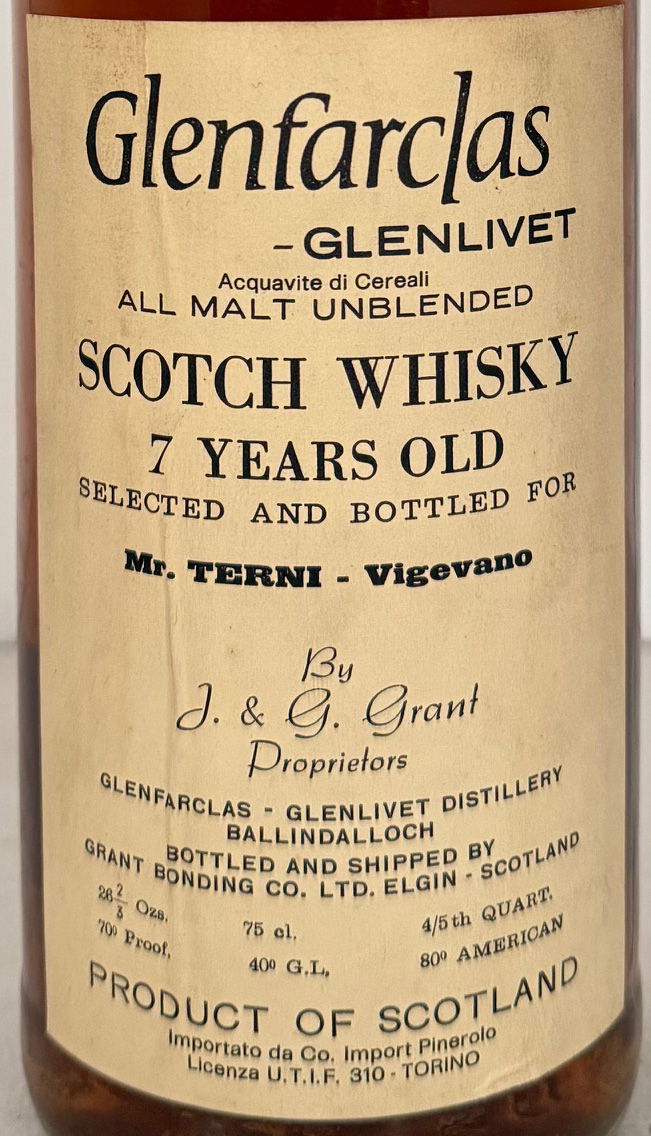 Glenfarclas
-GLENLIVET
Acquavite di Cereali
ALL MALT UNBLENDED
SCOTCH WHISKY
7 YEARS OLD
SELECTED AND BOTTLED FOR
Mr. TERNI - Vigevano
By
J. & G. Grant
Proprietors
GLENFARCLAS - GLENLIVET DISTILLERY
BALLINDALLOCH
BOTTLED AND SHIPPED BY
GRANT BONDING CO. LTD. ELGIN - SCOTLAND
26 2/3 Ozs. 75 cl. 4/5th QUART.
70º Proof. 40º G.L. 80º AMERICAN
PRODUCT OF SCOTLAND
Importato da Co. Import Pinerolo
Licenza U.T.I.F. 310 - TORINO